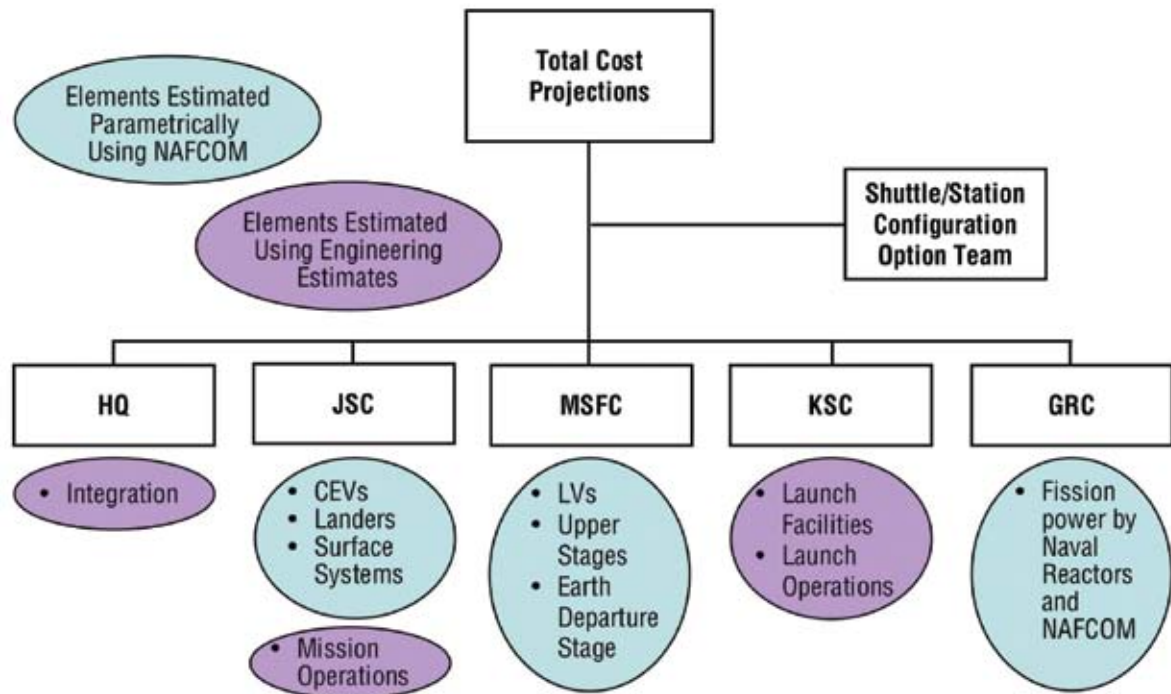 Total Cost
Projections
Elements Estimated
Parametrically
Using NAFCOM
Shuttle/Station
Configuration
Option Team
Elements Estimated
Using Engineering
Estimates
HQ
JSC
MSFC
KSC
GRC
• Integration
• CEVs
• Landers
• Surface
Systems
• Mission
Operations
• LVs
• Upper
Stages
• Earth
Departure
Stage
• Launch
Facilities
• Launch
Operations
• Fission
power by
Naval
Reactors
and
NAFCOM